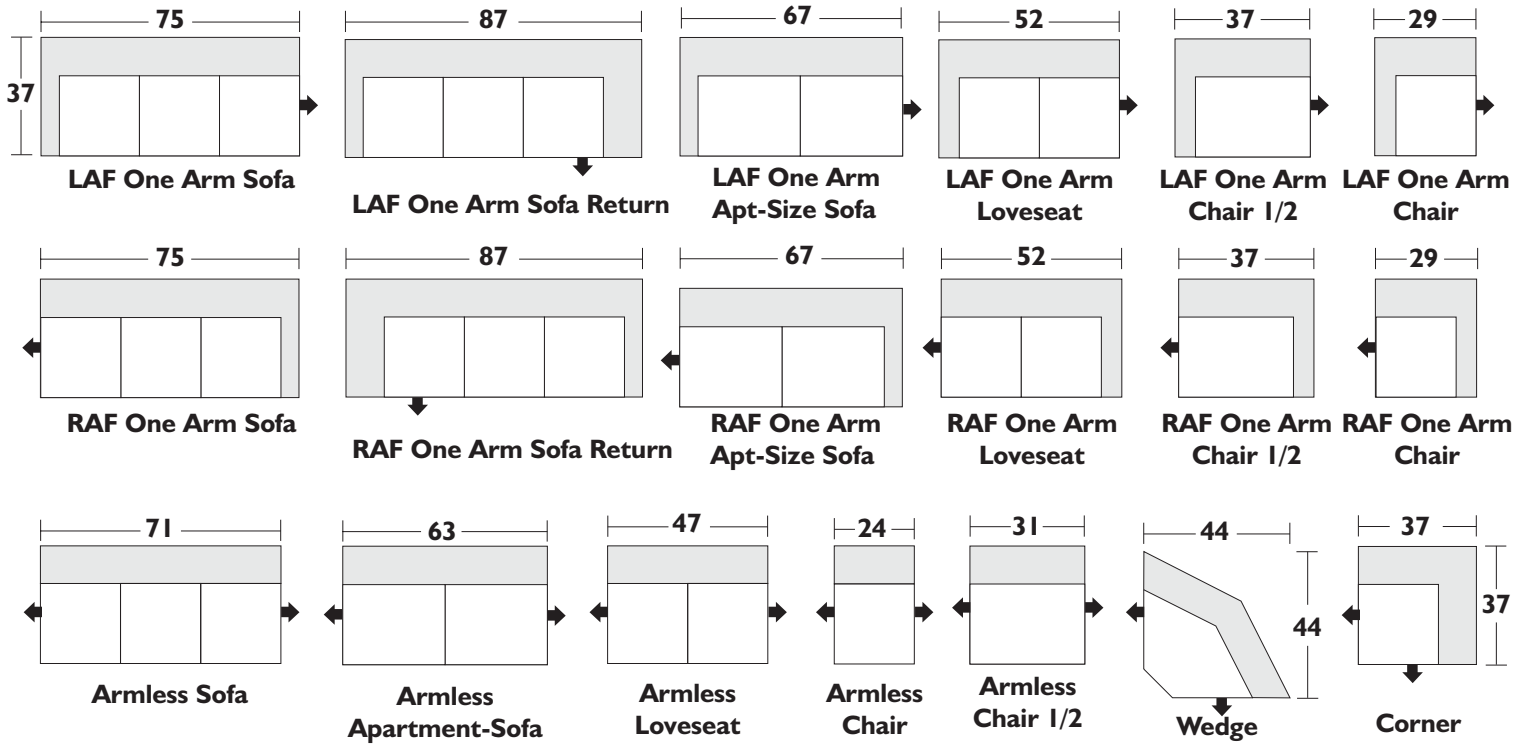 75 87 67 52 37 29
37
LAF One Arm Sofa
LAF One Arm Sofa Return
LAF One Arm
Apt-Size Sofa
LAF One Arm
Loveseat
LAF One Arm
Chair 1/2
LAF One Arm
Chair
75 87 67 52 37 29
RAF One Arm Sofa
RAF One Arm Sofa Return
RAF One Arm
Apt-Size Sofa
RAF One Arm
Loveseat
RAF One Arm
Chair 1/2
RAF One Arm
Chair
71 63 47 24 31 44 37
44
37
Armless Sofa
Armless
Apartment-Sofa
Armless
Loveseat
Armless
Chair
Armless
Chair 1/2
Wedge
Corner